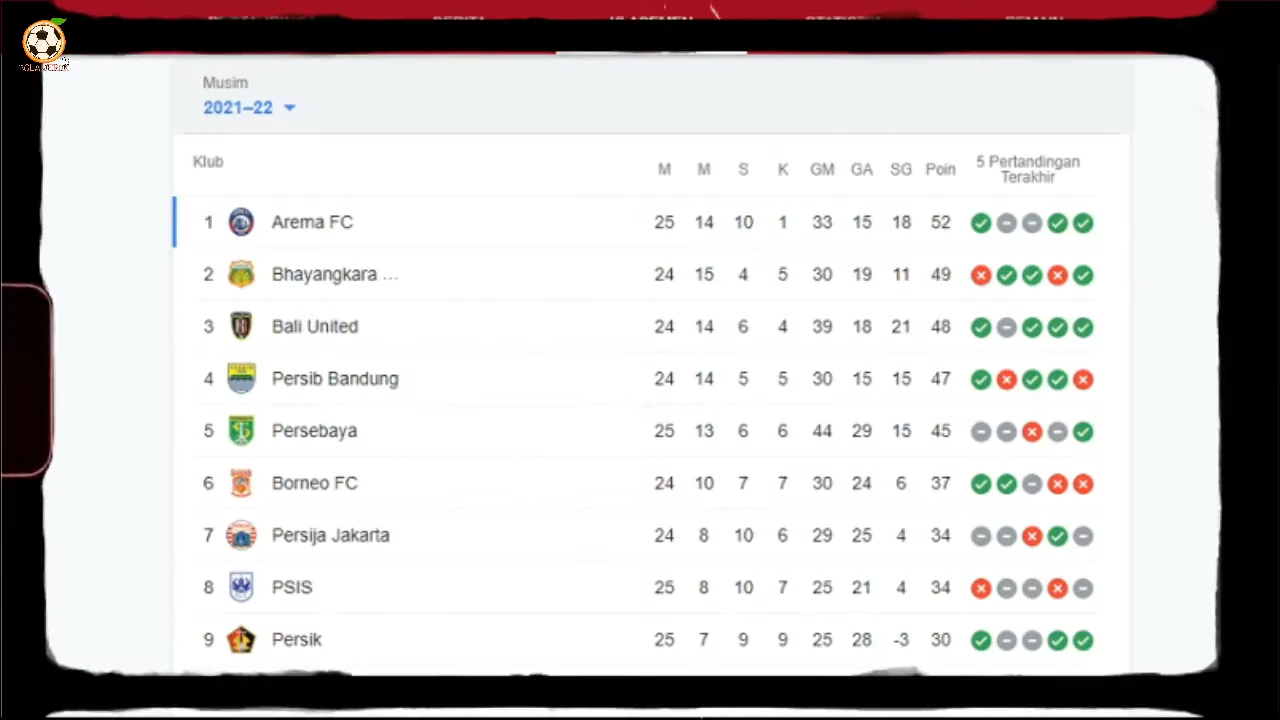 Musim
2021–22
Klub M M S K GM GA SG Poin 5 Pertandingan
Terakhir
1 Arema FC 25 14 10 1 33 15 18 52
2 Bhayangkara ... 24 15 4 5 30 19 11 49
3 Bali United 24 14 6 4 39 18 21 48
4 Persib Bandung 24 14 5 5 30 15 15 47
5 Persebaya 25 13 6 6 44 29 15 45
6 Borneo FC 24 10 7 7 30 24 6 37
7 Persija Jakarta 24 8 10 6 29 25 4 34
8 PSIS 25 8 10 7 25 21 4 34
9 Persik 25 7 9 9 25 28 -3 30